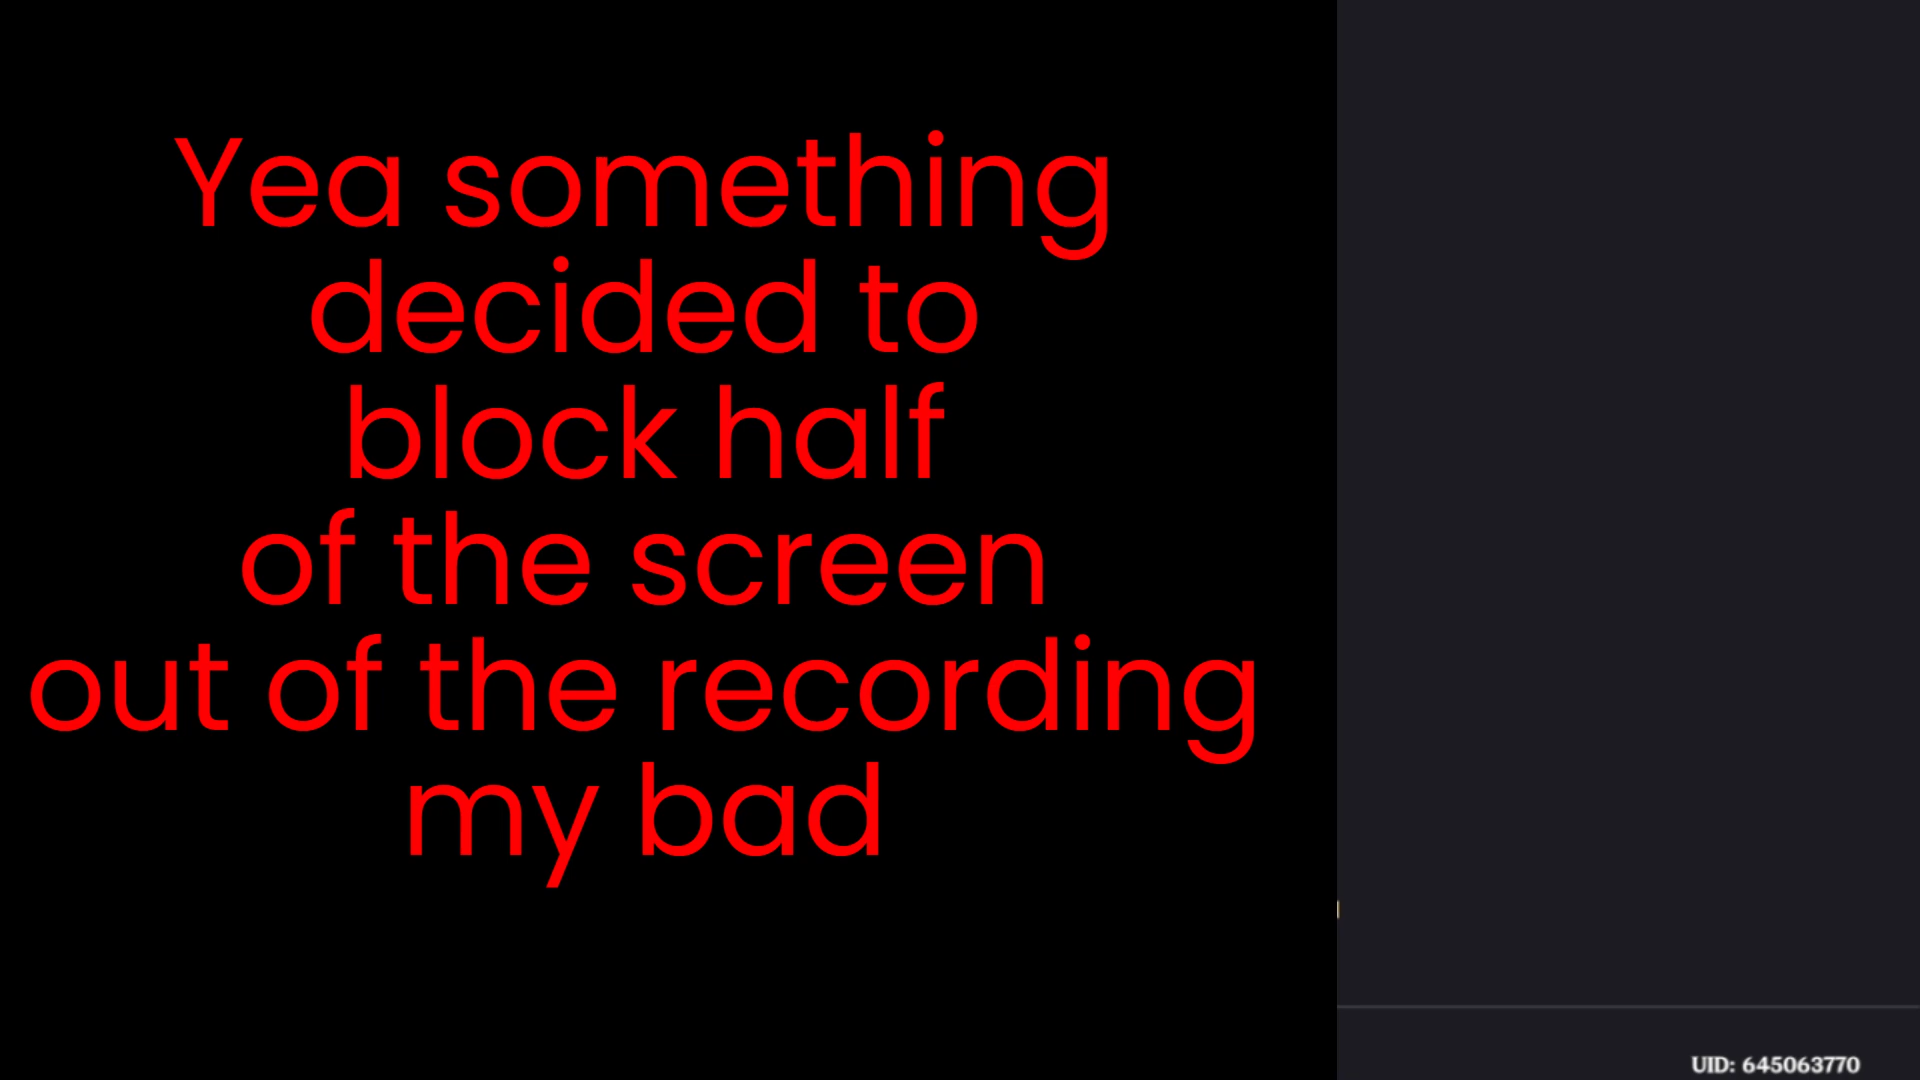 Yea something
decided to
block half
of the screen
out of the recording
my bad
UID: 645063770